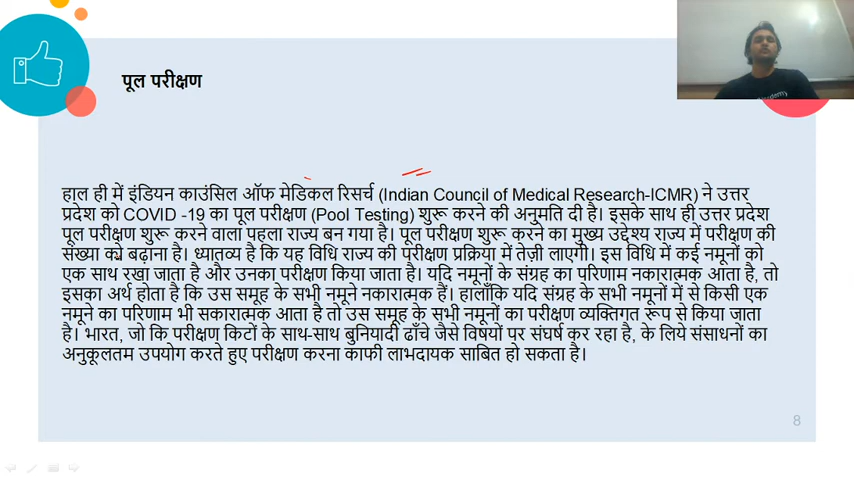 पूल परीक्षण
हाल ही में इंडियन काउंसिल ऑफ मेडिकल रिसर्च (Indian Council of Medical Research-ICMR) ने उत्तर
प्रदेश को COVID -19 का पूल परीक्षण (Pool Testing) शुरू करने की अनुमति दी है। इसके साथ ही उत्तर प्रदेश
पूल परीक्षण शुरू करने वाला पहला राज्य बन गया है। पूल परीक्षण शुरू करने का मुख्य उद्देश्य राज्य में परीक्षण की
संख्या को बढ़ाना है। ध्यातव्य है कि यह विधि राज्य की परीक्षण प्रक्रिया में तेज़ी लाएगी। इस विधि में कई नमूनों को
एक साथ रखा जाता है और उनका परीक्षण किया जाता है। यदि नमूनों के संग्रह का परिणाम नकारात्मक आता है, तो
इसका अर्थ होता है कि उस समूह के सभी नमूने नकारात्मक हैं। हालाँकि यदि संग्रह के सभी नमूनों में से किसी एक
नमूने का परिणाम भी सकारात्मक आता है तो उस समूह के सभी नमूनों का परीक्षण व्यक्तिगत रूप से किया जाता
है। भारत, जो कि परीक्षण किटों के साथ-साथ बुनियादी ढाँचे जैसे विषयों पर संघर्ष कर रहा है, के लिये संसाधनों का
अनुकूलतम उपयोग करते हुए परीक्षण करना काफी लाभदायक साबित हो सकता है।
8